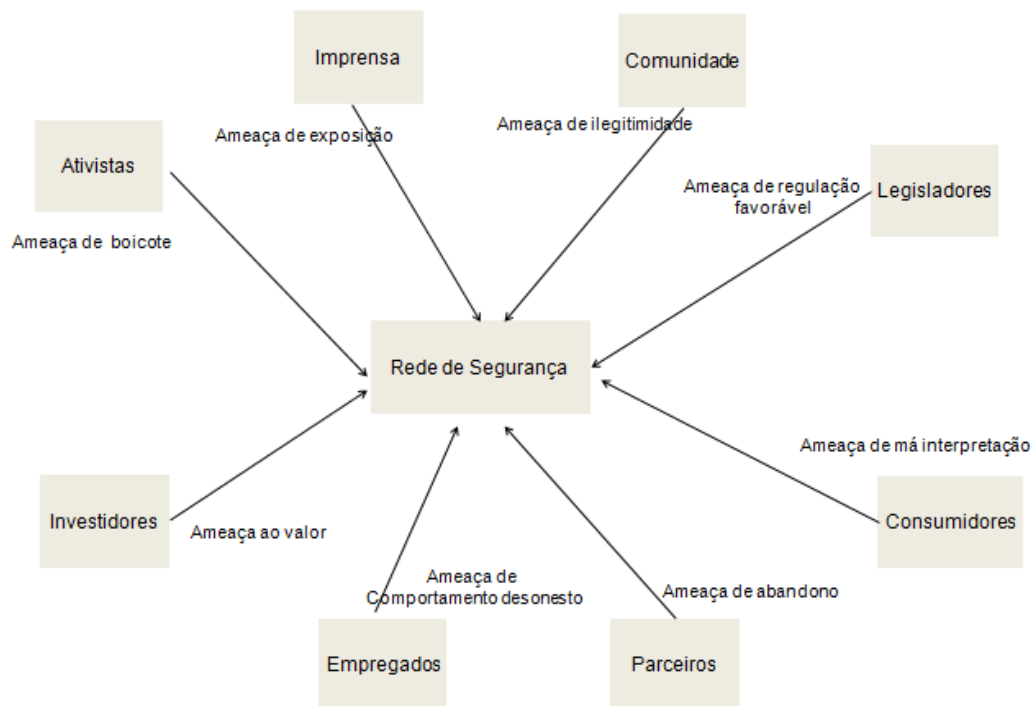 Imprensa
Comunidade
Ameaça de exposição
Ameaça de ilegitimidade
Ativistas
Ameaça de regulação
favorável
Legisladores
Ameaça de boicote
Rede de Segurança
Ameaça de má interpretação
Investidores
Ameaça ao valor
Consumidores
Ameaça de
Comportamento desonesto
Ameaça de abandono
Empregados
Parceiros